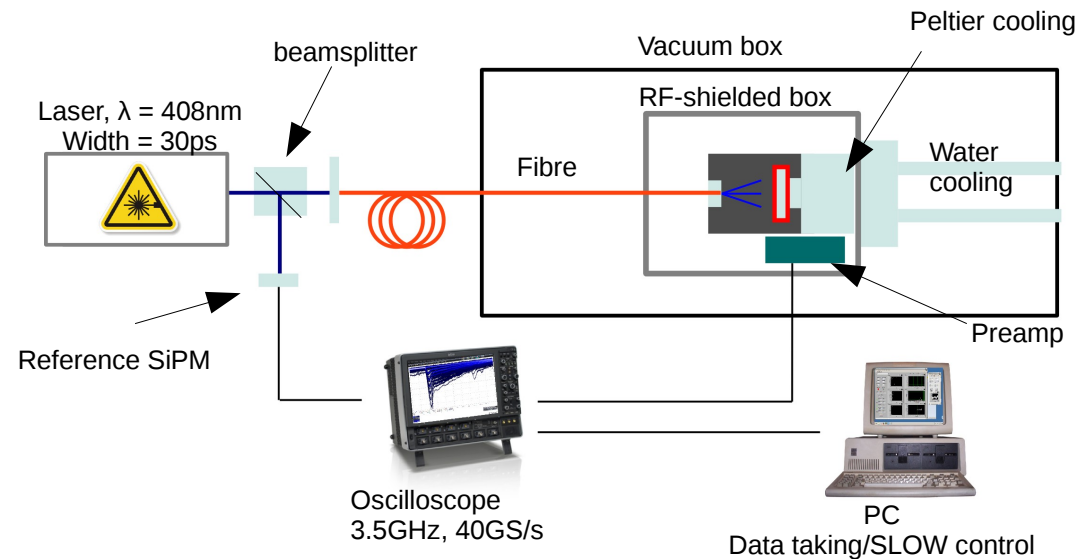 Peltier cooling
beamsplitter
Vacuum box
Laser, λ = 408nm
Width = 30ps
RF-shielded box
Fibre
Water
cooling
Preamp
Reference SiPM
Oscilloscope
3.5GHz, 40GS/s
PC
Data taking/SLOW control